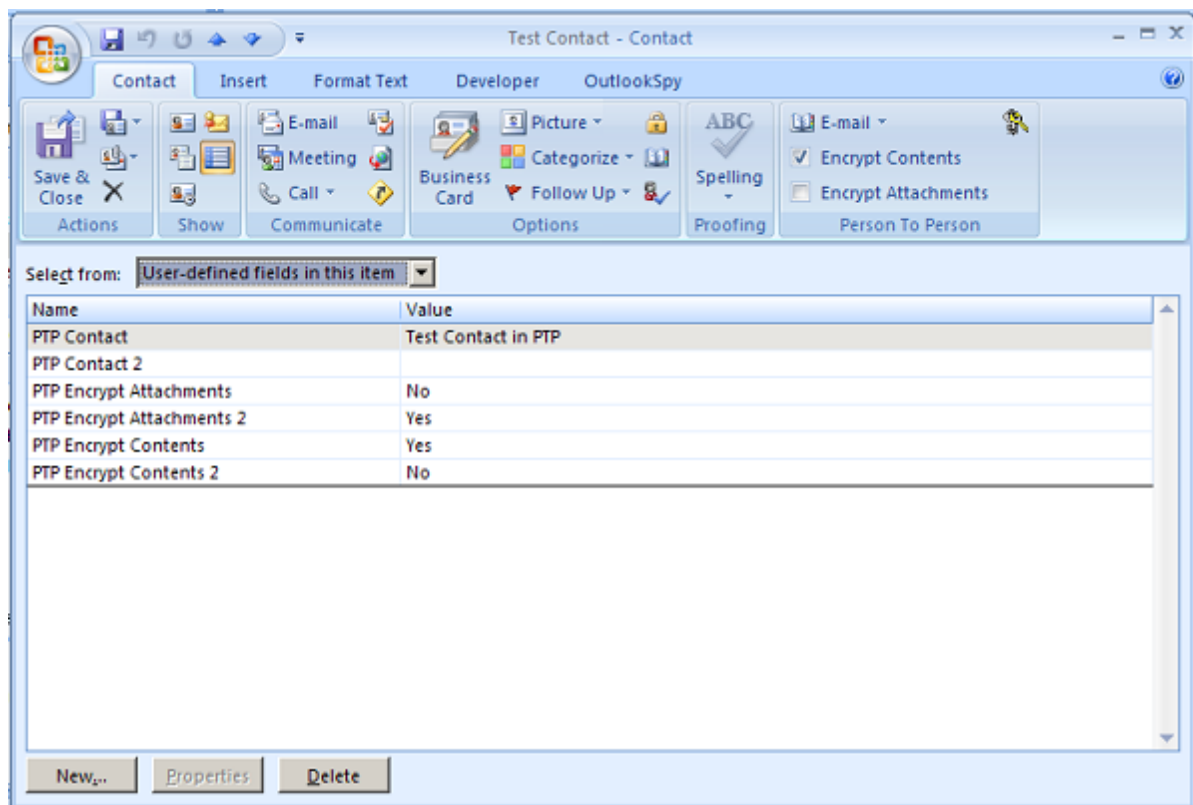 Test Contact - Contact
Contact Insert Format Text Developer OutlookSpy
E-mail Picture ABC E-mail
Meeting Categorize Encrypt Contents
Save & Close Call Business Card Follow Up Spelling Encrypt Attachments
Actions Show Communicate Options Proofing Person To Person
Select from: User-defined fields in this item
Name Value
PTP Contact Test Contact in PTP
PTP Contact 2
PTP Encrypt Attachments No
PTP Encrypt Attachments 2 Yes
PTP Encrypt Contents Yes
PTP Encrypt Contents 2 No
New... Properties Delete